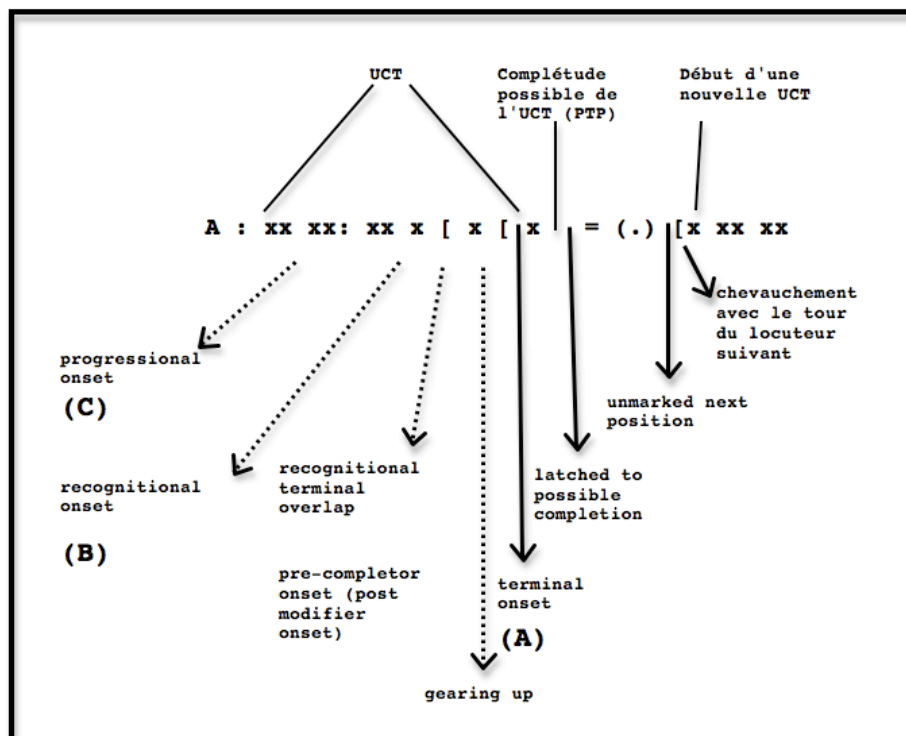 UCT
Complétude
possible de
l'UCT (PTP)
Début d'une
nouvelle UCT
A : xx xx: xx x [ x [ x = (.) [x xx xx
chevauchement
avec le tour
du locuteur
suivant
progressional
onset
(C)
unmarked next
position
recognitional
onset
(B)
recognitional
terminal
overlap
latched to
possible
completion
pre-completor
onset (post
modifier
onset)
terminal
onset
(A)
gearing up